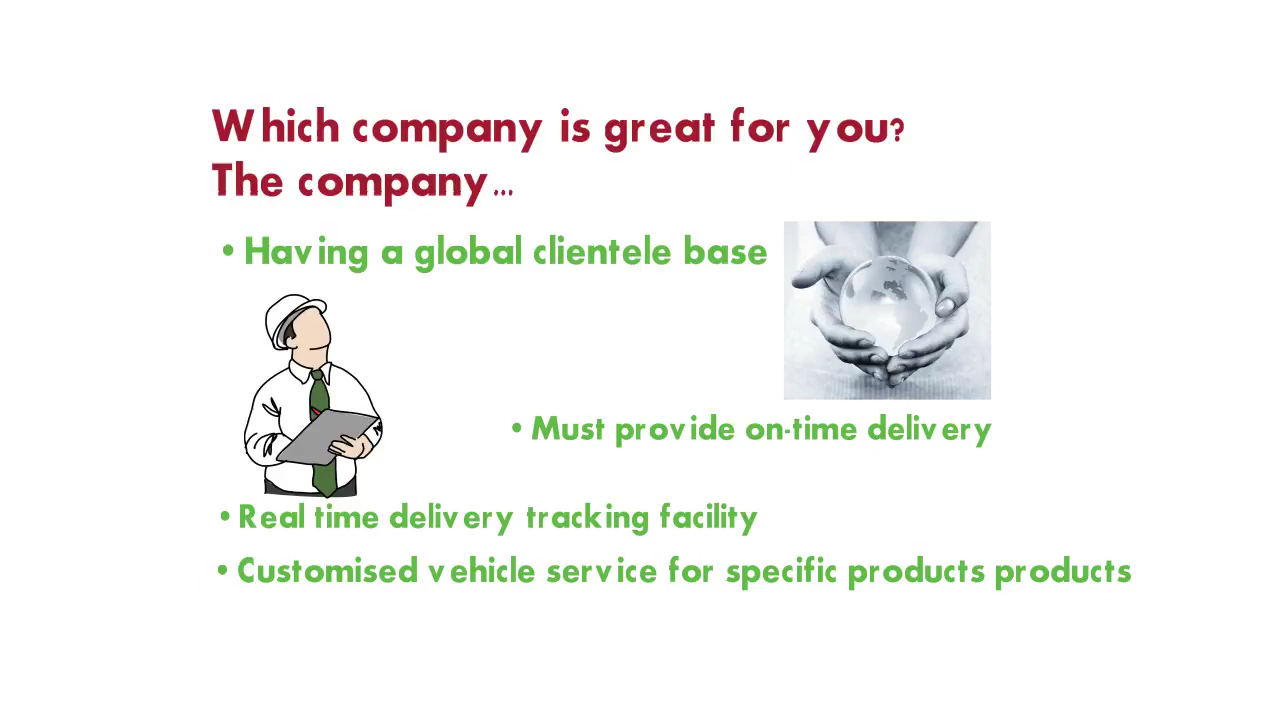 Which company is great for you?
The company...
• Having a global clientele base
• Must provide on-time delivery
• Real time delivery tracking facility
• Customised vehicle service for specific products products